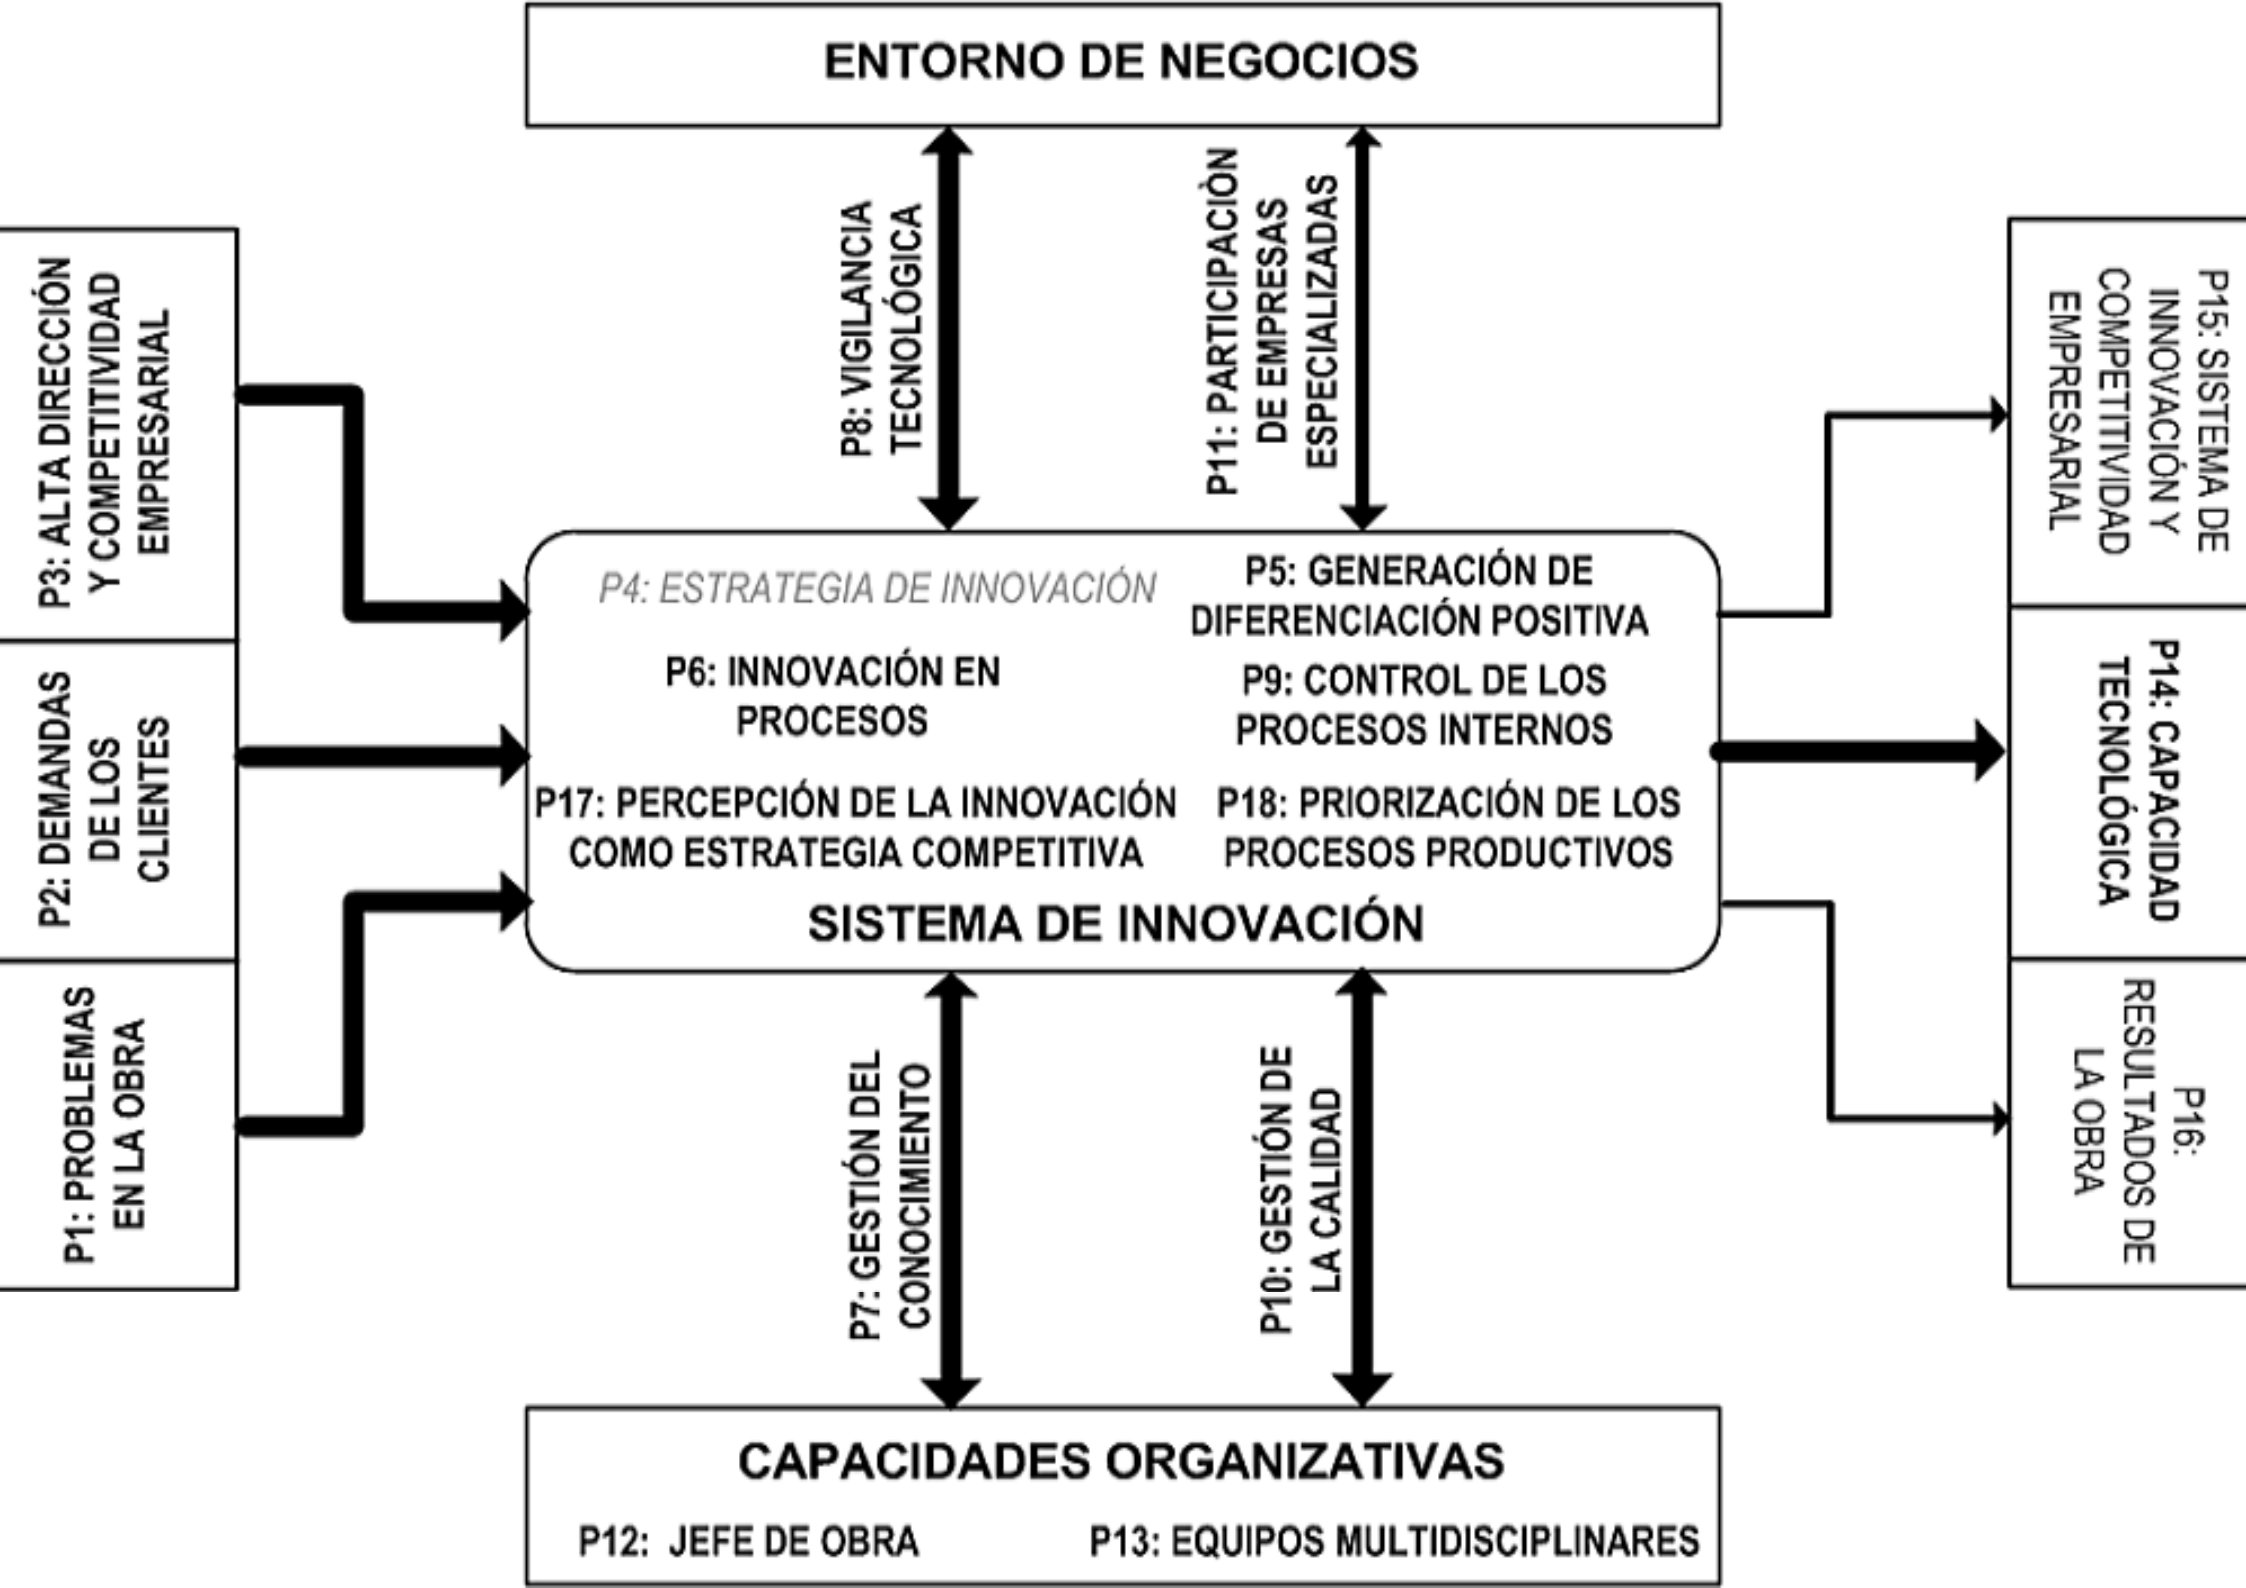 ENTORNO DE NEGOCIOS
P8: VIGILANCIA
TECNOLÓGICA
P11: PARTICIPACIÒN
DE EMPRESAS
ESPECIALIZADAS
P3: ALTA DIRECCIÓN
Y COMPETITIVIDAD
EMPRESARIAL
P2: DEMANDAS
DE LOS
CLIENTES
P1: PROBLEMAS
EN LA OBRA
P4: ESTRATEGIA DE INNOVACIÓN
P5: GENERACIÓN DE
DIFERENCIACIÓN POSITIVA
P6: INNOVACIÓN EN
PROCESOS
P9: CONTROL DE LOS
PROCESOS INTERNOS
P17: PERCEPCIÓN DE LA INNOVACIÓN
COMO ESTRATEGIA COMPETITIVA
P18: PRIORIZACIÓN DE LOS
PROCESOS PRODUCTIVOS
SISTEMA DE INNOVACIÓN
P15: SISTEMA DE
INNOVACIÓN Y
COMPETITIVIDAD
EMPRESARIAL
P14: CAPACIDAD
TECNOLÓGICA
P16:
RESULTADOS DE
LA OBRA
P7: GESTIÓN DEL
CONOCIMIENTO
P10: GESTIÓN DE
LA CALIDAD
CAPACIDADES ORGANIZATIVAS
P12: JEFE DE OBRA
P13: EQUIPOS MULTIDISCIPLINARES